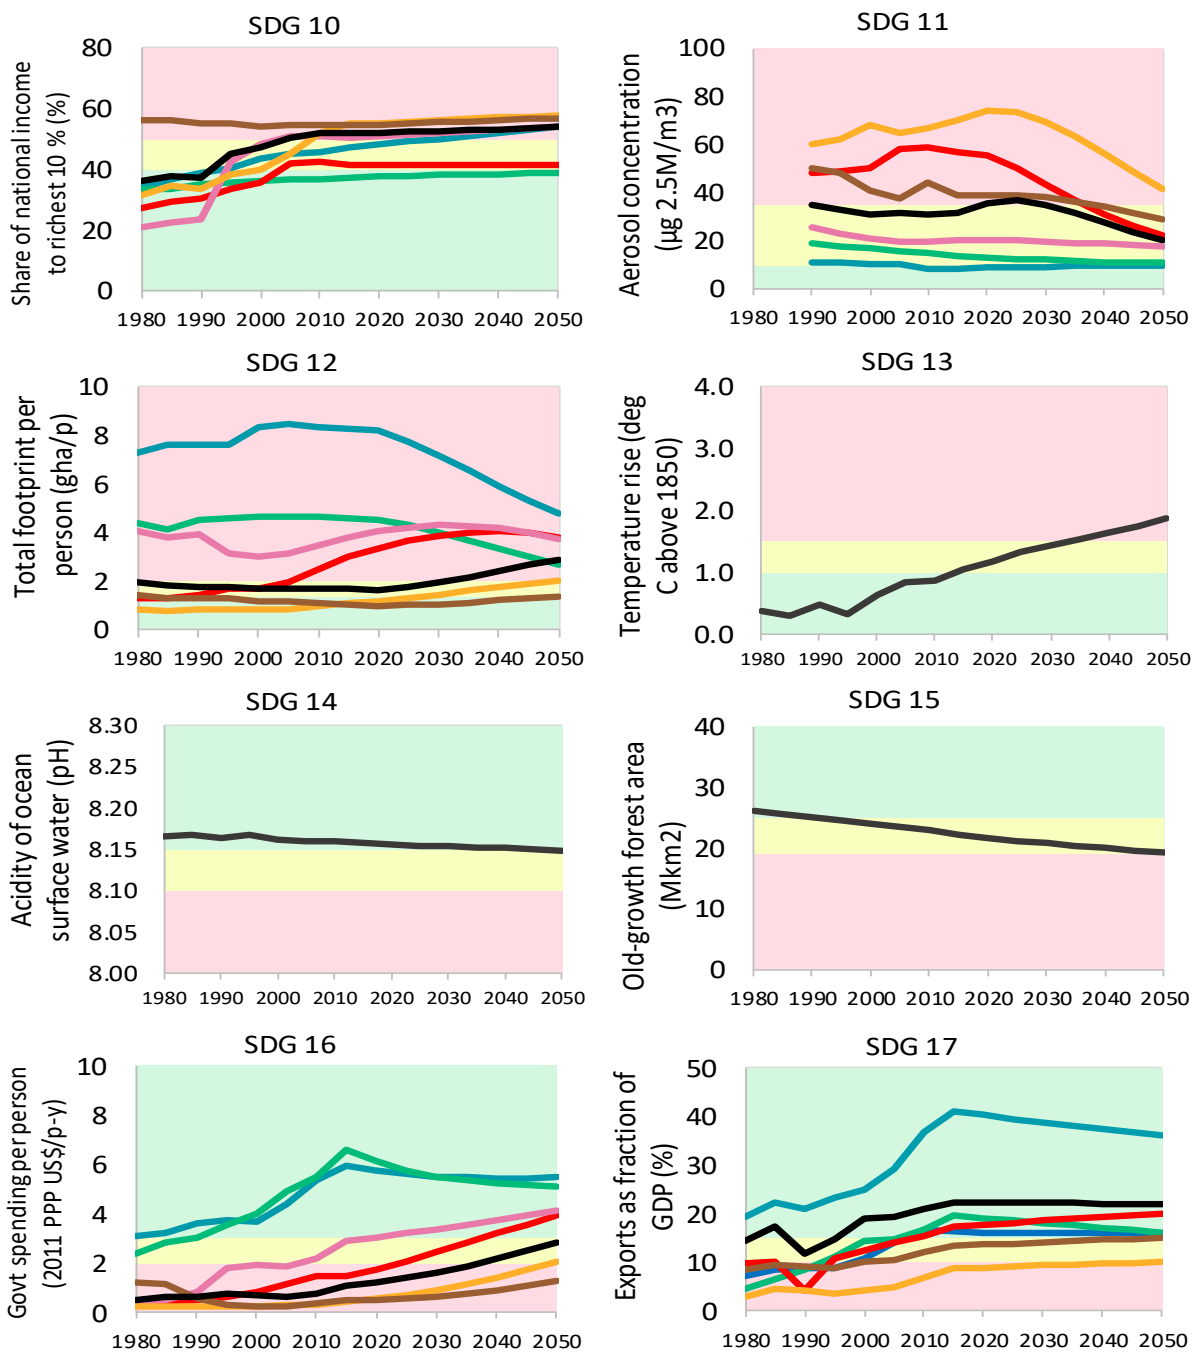 SDG 10
Share of national income
to richest 10 % (%)
80
60
40
20
0
1980 1990 2000 2010 2020 2030 2040 2050
SDG 11
Aerosol concentration
(µg 2.5M/m3)
100
80
60
40
20
0
1980 1990 2000 2010 2020 2030 2040 2050
SDG 12
Total footprint per
person (gha/p)
10
8
6
4
2
0
1980 1990 2000 2010 2020 2030 2040 2050
SDG 13
Temperature rise (deg
C above 1850)
4.0
3.0
2.0
1.0
0.0
1980 1990 2000 2010 2020 2030 2040 2050
SDG 14
Acidity of ocean
surface water (pH)
8.30
8.25
8.20
8.15
8.10
8.05
8.00
1980 1990 2000 2010 2020 2030 2040 2050
SDG 15
Old-growth forest area
(Mkm2)
40
30
20
10
0
1980 1990 2000 2010 2020 2030 2040 2050
SDG 16
Govt spending per person
(2011 PPP US$/p-y)
10
8
6
4
2
0
1980 1990 2000 2010 2020 2030 2040 2050
SDG 17
Exports as fraction of
GDP (%)
50
40
30
20
10
0
1980 1990 2000 2010 2020 2030 2040 2050